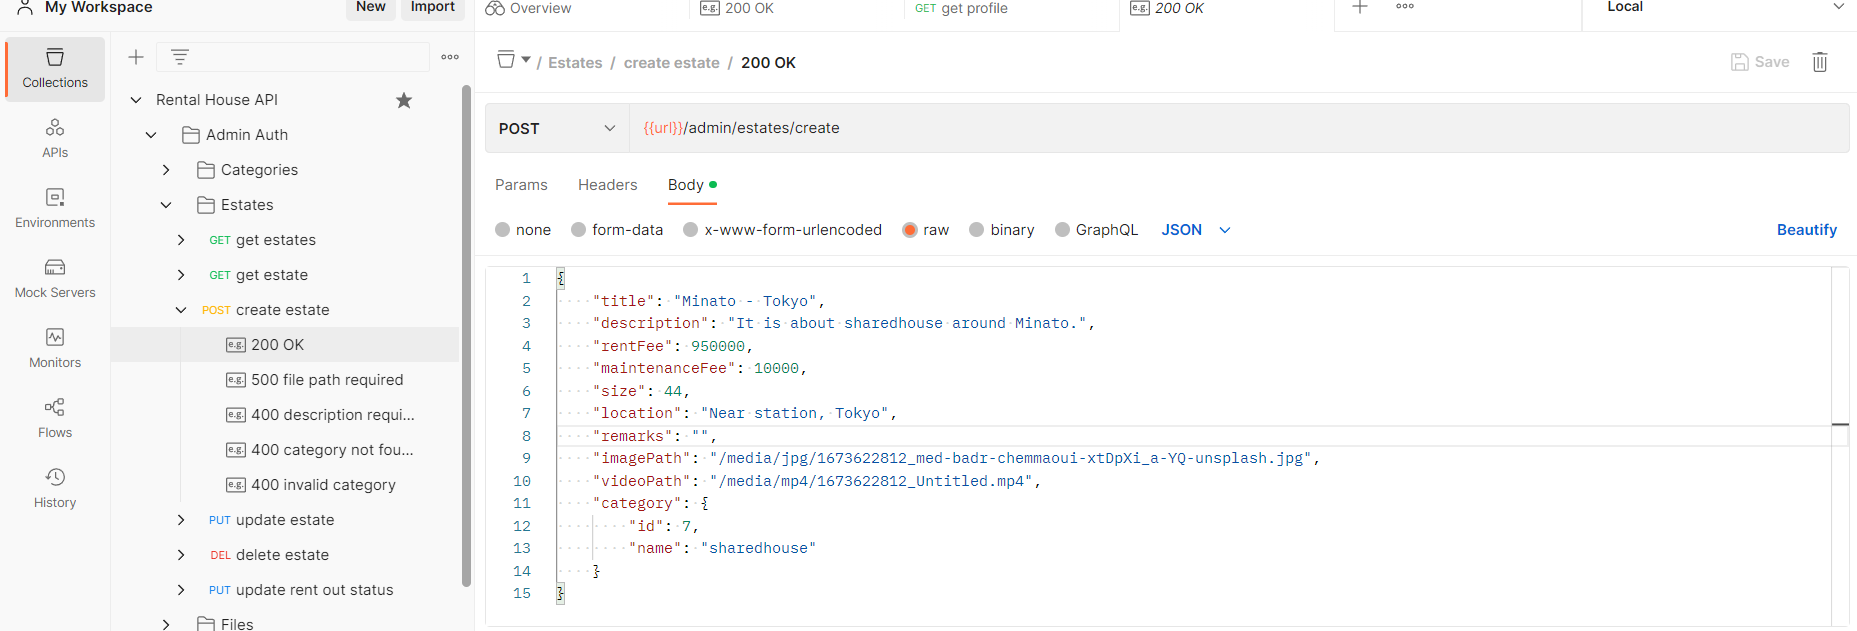 My Workspace
New
Import
Collections
APIs
Environments
Mock Servers
Monitors
Flows
History
Rental House API
Admin Auth
Categories
Estates
GET get estates
GET get estate
POST create estate
e.g. 200 OK
e.g. 500 file path required
e.g. 400 description requi...
e.g. 400 category not fou...
e.g. 400 invalid category
PUT update estate
DEL delete estate
PUT update rent out status
Files
Overview
e.g. 200 OK
GET get profile
e.g. 200 OK
Local
/ Estates / create estate / 200 OK
Save
POST
{{url}}/admin/estates/create
Params
Headers
Body
none
form-data
x-www-form-urlencoded
raw
binary
GraphQL
JSON
Beautify
1 {
2 "title": "Minato - Tokyo",
3 "description": "It is about sharedhouse around Minato.",
4 "rentFee": 950000,
5 "maintenanceFee": 10000,
6 "size": 44,
7 "location": "Near station, Tokyo",
8 "remarks": "",
9 "imagePath": "/media/jpg/1673622812_med-badr-chemmaoui-xtDpXi_a-YQ-unsplash.jpg",
10 "videoPath": "/media/mp4/1673622812_Untitled.mp4",
11 "category": {
12 "id": 7,
13 "name": "sharedhouse"
14 }
15 }